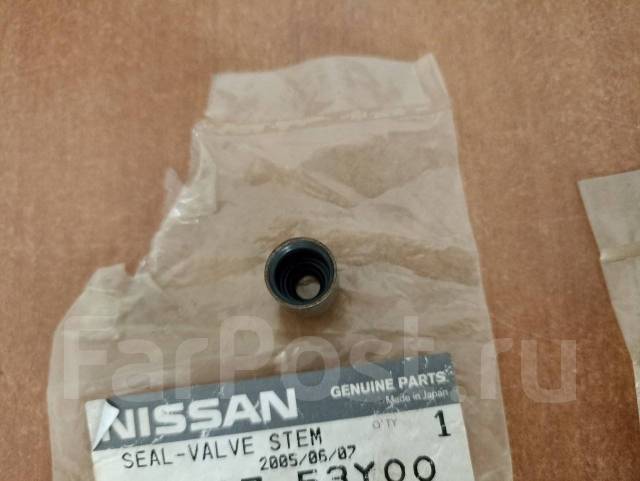 FarPost.ru
NISSAN GENUINE PARTS
Made in Japan
SEAL-VALVE STEM Q'TY 1
2005/06/07
53Y00